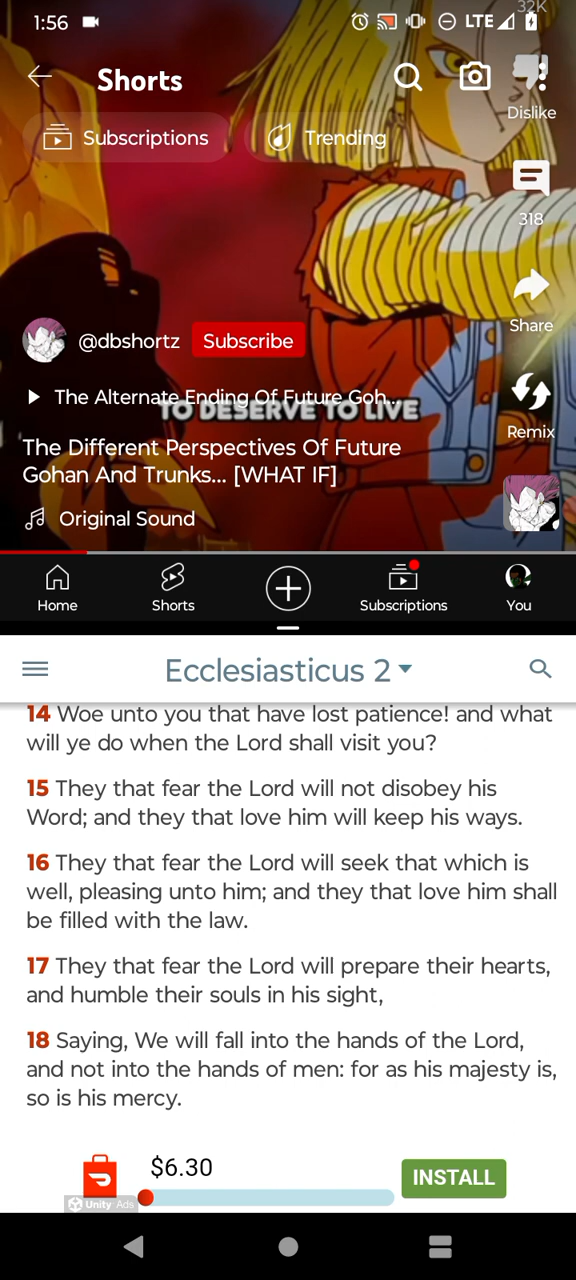 32K
1:56
LTE
Shorts
Dislike
Subscriptions
Trending
318
Share
@dbshortz
Subscribe
The Alternate Ending Of Future Goh...
TO DESERVE TO LIVE
Remix
The Different Perspectives Of Future
Gohan And Trunks... [WHAT IF]
Original Sound
Home
Shorts
Subscriptions
You
Ecclesiasticus 2
14 Woe unto you that have lost patience! and what
will ye do when the Lord shall visit you?
15 They that fear the Lord will not disobey his
Word; and they that love him will keep his ways.
16 They that fear the Lord will seek that which is
well, pleasing unto him; and they that love him shall
be filled with the law.
17 They that fear the Lord will prepare their hearts,
and humble their souls in his sight,
18 Saying, We will fall into the hands of the Lord,
and not into the hands of men: for as his majesty is,
so is his mercy.
$6.30
INSTALL
Unity Ads